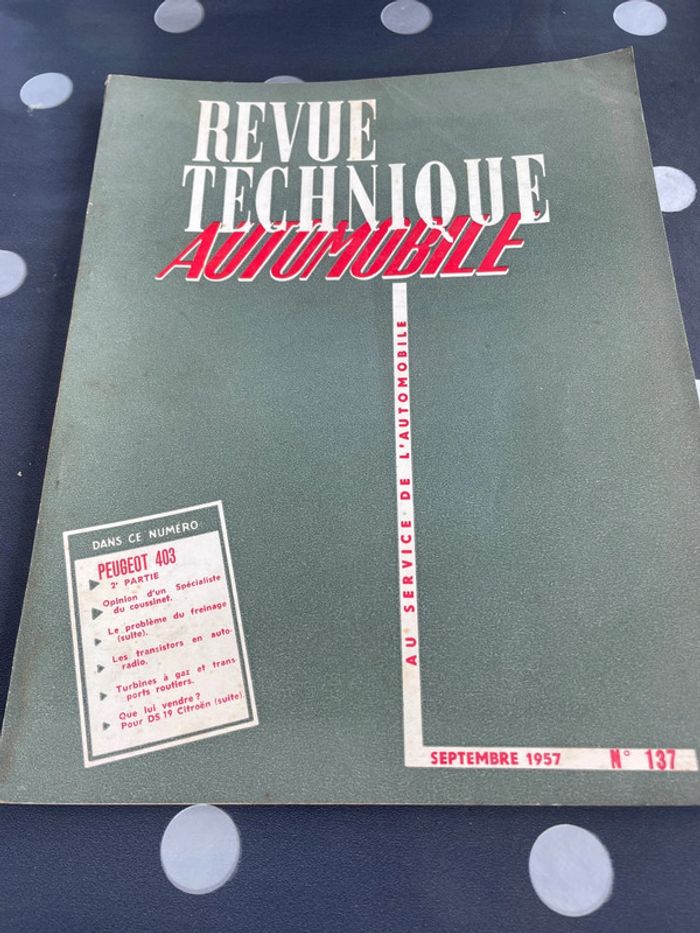 REVUE
TECHNIQUE
AUTOMOBILE
AU SERVICE DE L'AUTOMOBILE
DANS CE NUMÉRO
PEUGEOT 403
2e PARTIE
Opinion d'un Spécialiste
du coussinet.
Le problème du freinage
(suite).
Les transistors en auto-
radio.
Turbines à gaz et trans-
ports routiers.
Que lui vendre ?
Pour DS 19 Citroën (suite).
SEPTEMBRE 1957 N° 137